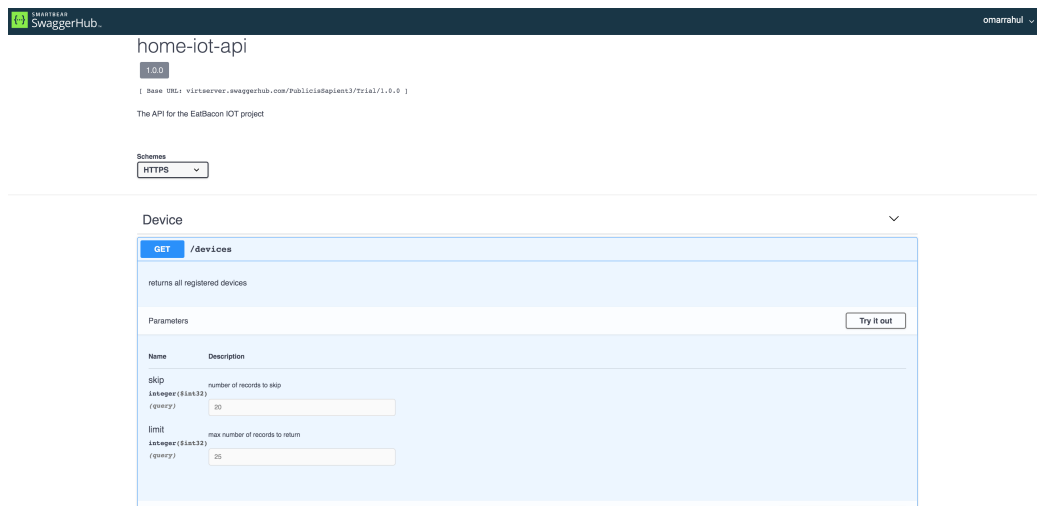 SMARTBEAR
SwaggerHub™
omarrahul
home-iot-api
1.0.0
[ Base URL: virtserver.swaggerhub.com/PublicisSapient3/Trial/1.0.0 ]
The API for the EatBacon IOT project
Schemes
HTTPS
Device
GET /devices
returns all registered devices
Parameters
Try it out
Name Description
skip
number of records to skip
integer($int32)
(query)
20
limit
max number of records to return
integer($int32)
(query)
25